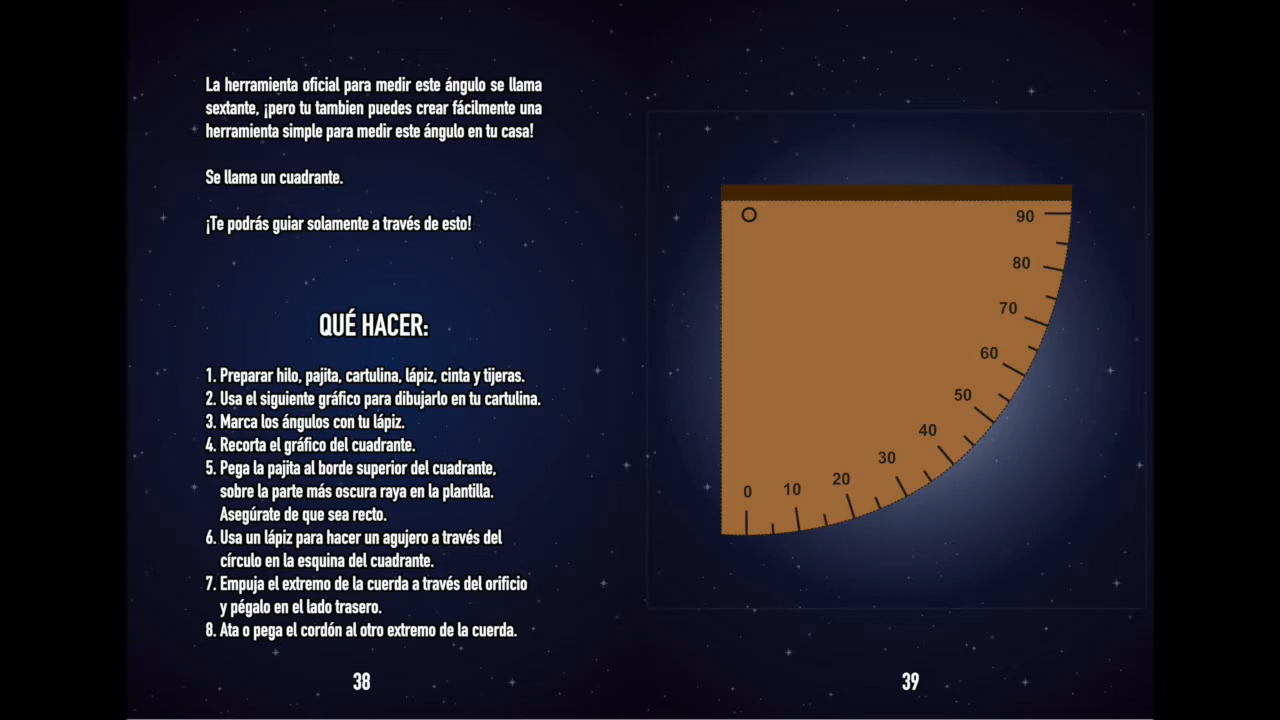 La herramienta oficial para medir este ángulo se llama
sextante, ¡pero tu tambien puedes crear fácilmente una
herramienta simple para medir este ángulo en tu casa!
Se llama un cuadrante.
¡Te podrás guiar solamente a través de esto!
QUÉ HACER:
1. Preparar hilo, pajita, cartulina, lápiz, cinta y tijeras.
2. Usa el siguiente gráfico para dibujarlo en tu cartulina.
3. Marca los ángulos con tu lápiz.
4. Recorta el gráfico del cuadrante.
5. Pega la pajita al borde superior del cuadrante,
sobre la parte más oscura raya en la plantilla.
Asegúrate de que sea recto.
6. Usa un lápiz para hacer un agujero a través del
círculo en la esquina del cuadrante.
7. Empuja el extremo de la cuerda a través del orificio
y pégalo en el lado trasero.
8. Ata o pega el cordón al otro extremo de la cuerda.
38
90
80
70
60
50
40
30
20
10
0
39